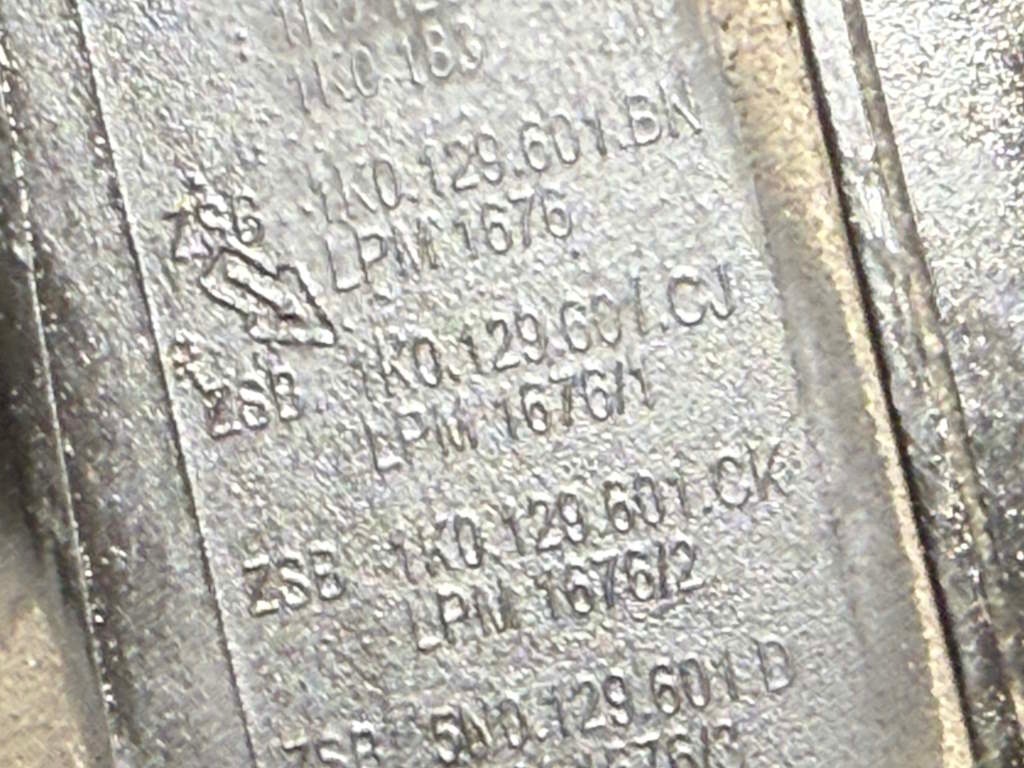 1K0.183
ZSB 1K0.129.601.BN
LPM 1676
ZSB 1K0.129.601.CJ
LPM 1676/1
ZSB 1K0.129.601.CK
LPM 1676/2
ZSB 5N0.129.601.D